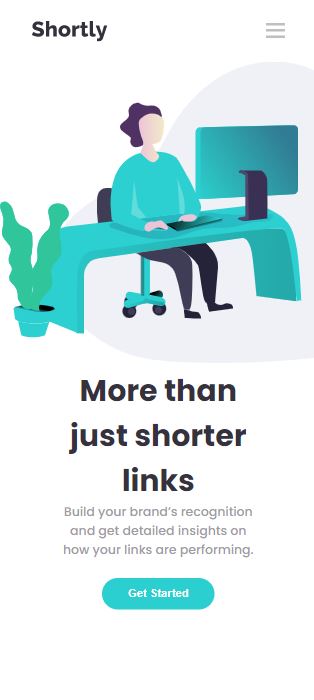 Shortly
More than
just shorter
links
Build your brand's recognition
and get detailed insights on
how your links are performing.
Get Started